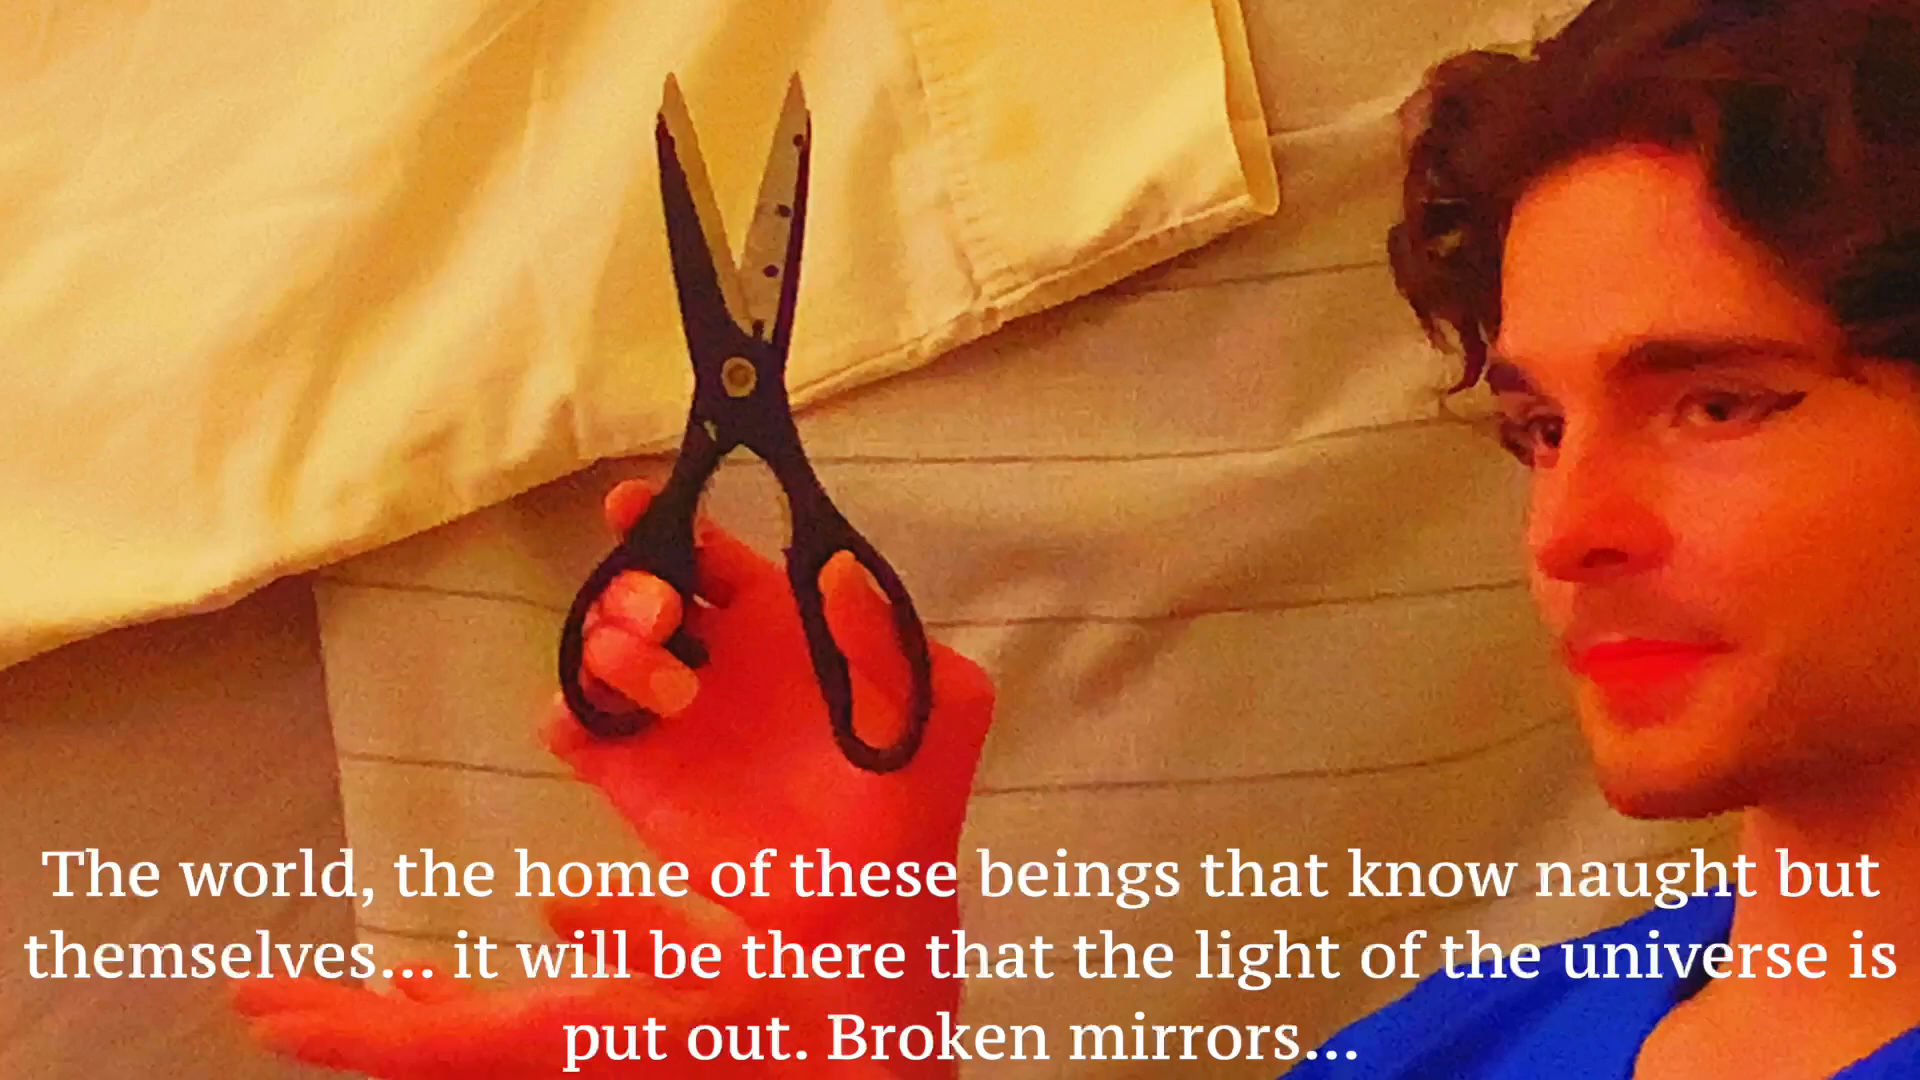 The world, the home of these beings that know naught but
themselves... it will be there that the light of the universe is
put out. Broken mirrors...